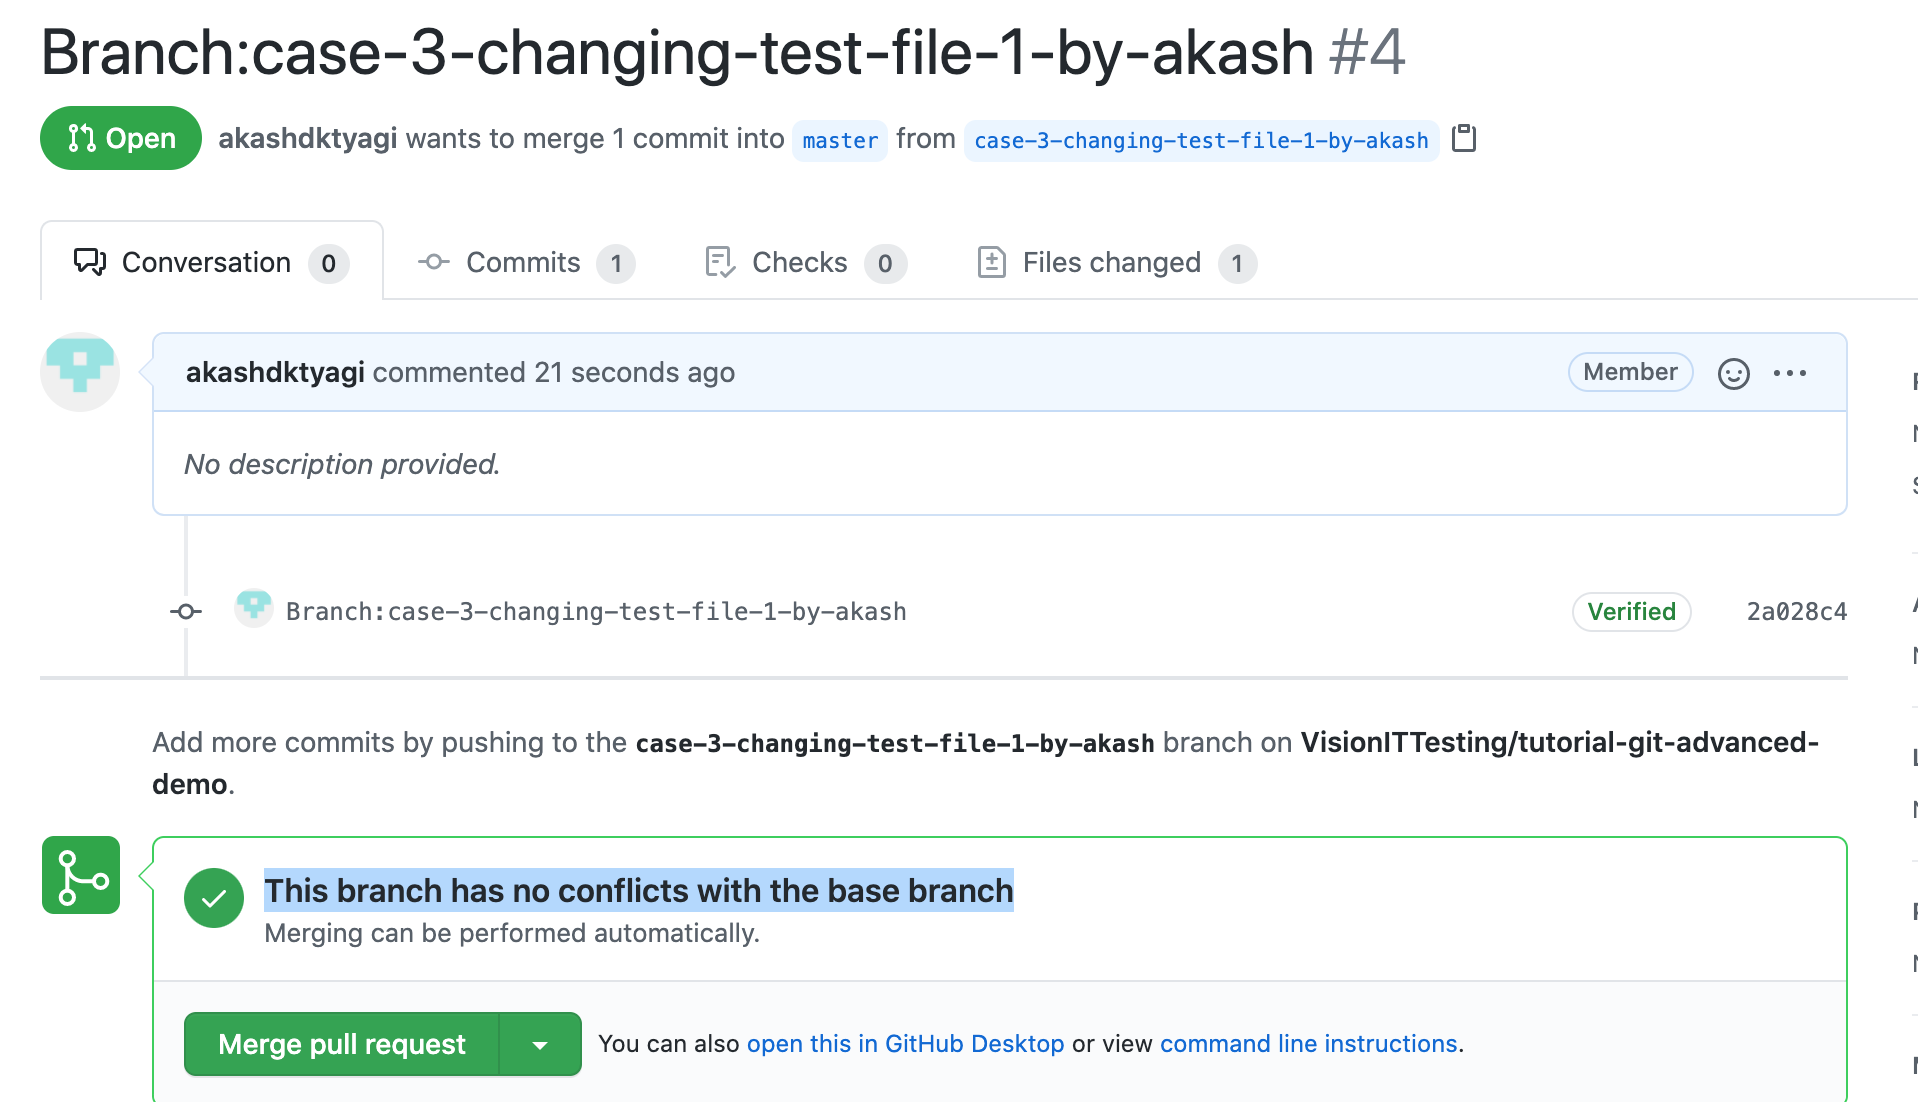 Branch:case-3-changing-test-file-1-by-akash #4
Open akashdktyagi wants to merge 1 commit into master from case-3-changing-test-file-1-by-akash
Conversation 0 Commits 1 Checks 0 Files changed 1
akashdktyagi commented 21 seconds ago Member
No description provided.
Branch:case-3-changing-test-file-1-by-akash Verified 2a028c4
Add more commits by pushing to the case-3-changing-test-file-1-by-akash branch on VisionITTesting/tutorial-git-advanced-
demo.
This branch has no conflicts with the base branch
Merging can be performed automatically.
Merge pull request You can also open this in GitHub Desktop or view command line instructions.